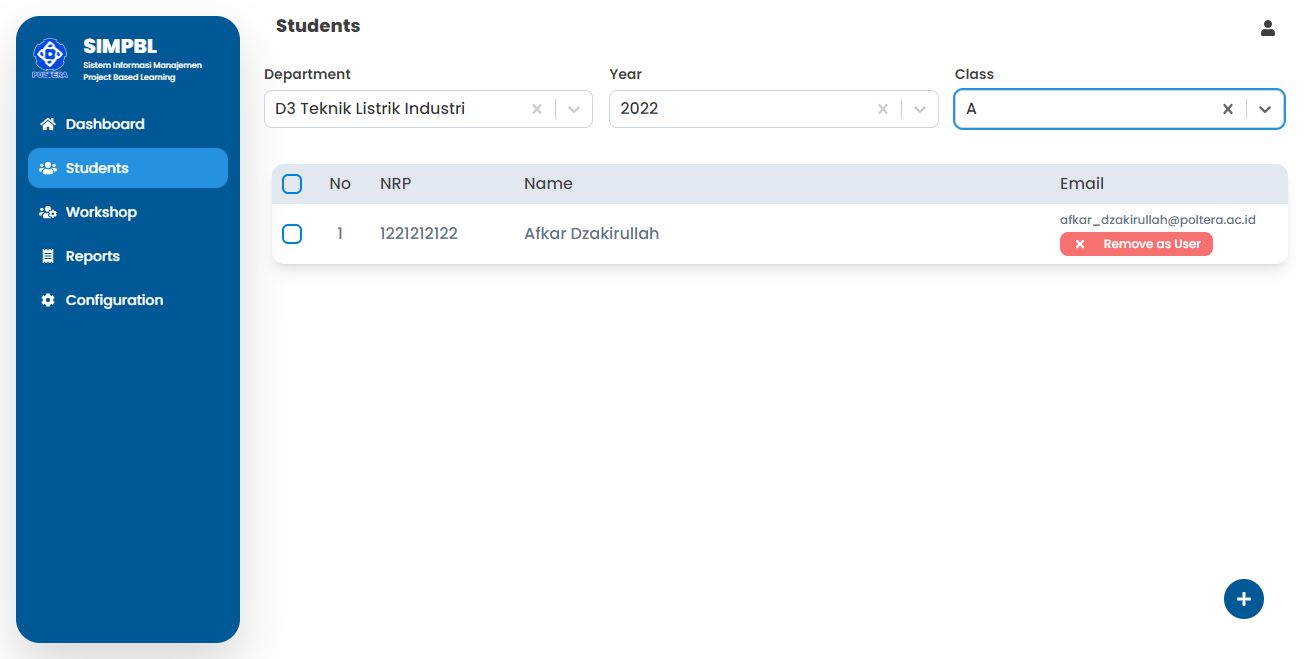 SIMPBL
Sistem Informasi Manajemen
Project Based Learning
POLTERA
Dashboard
Students
Workshop
Reports
Configuration
Students
Department
Year
Class
D3 Teknik Listrik Industri
2022
A
No NRP Name Email
1 1221212122 Afkar Dzakirullah afkar_dzakirullah@poltera.ac.id
Remove as User